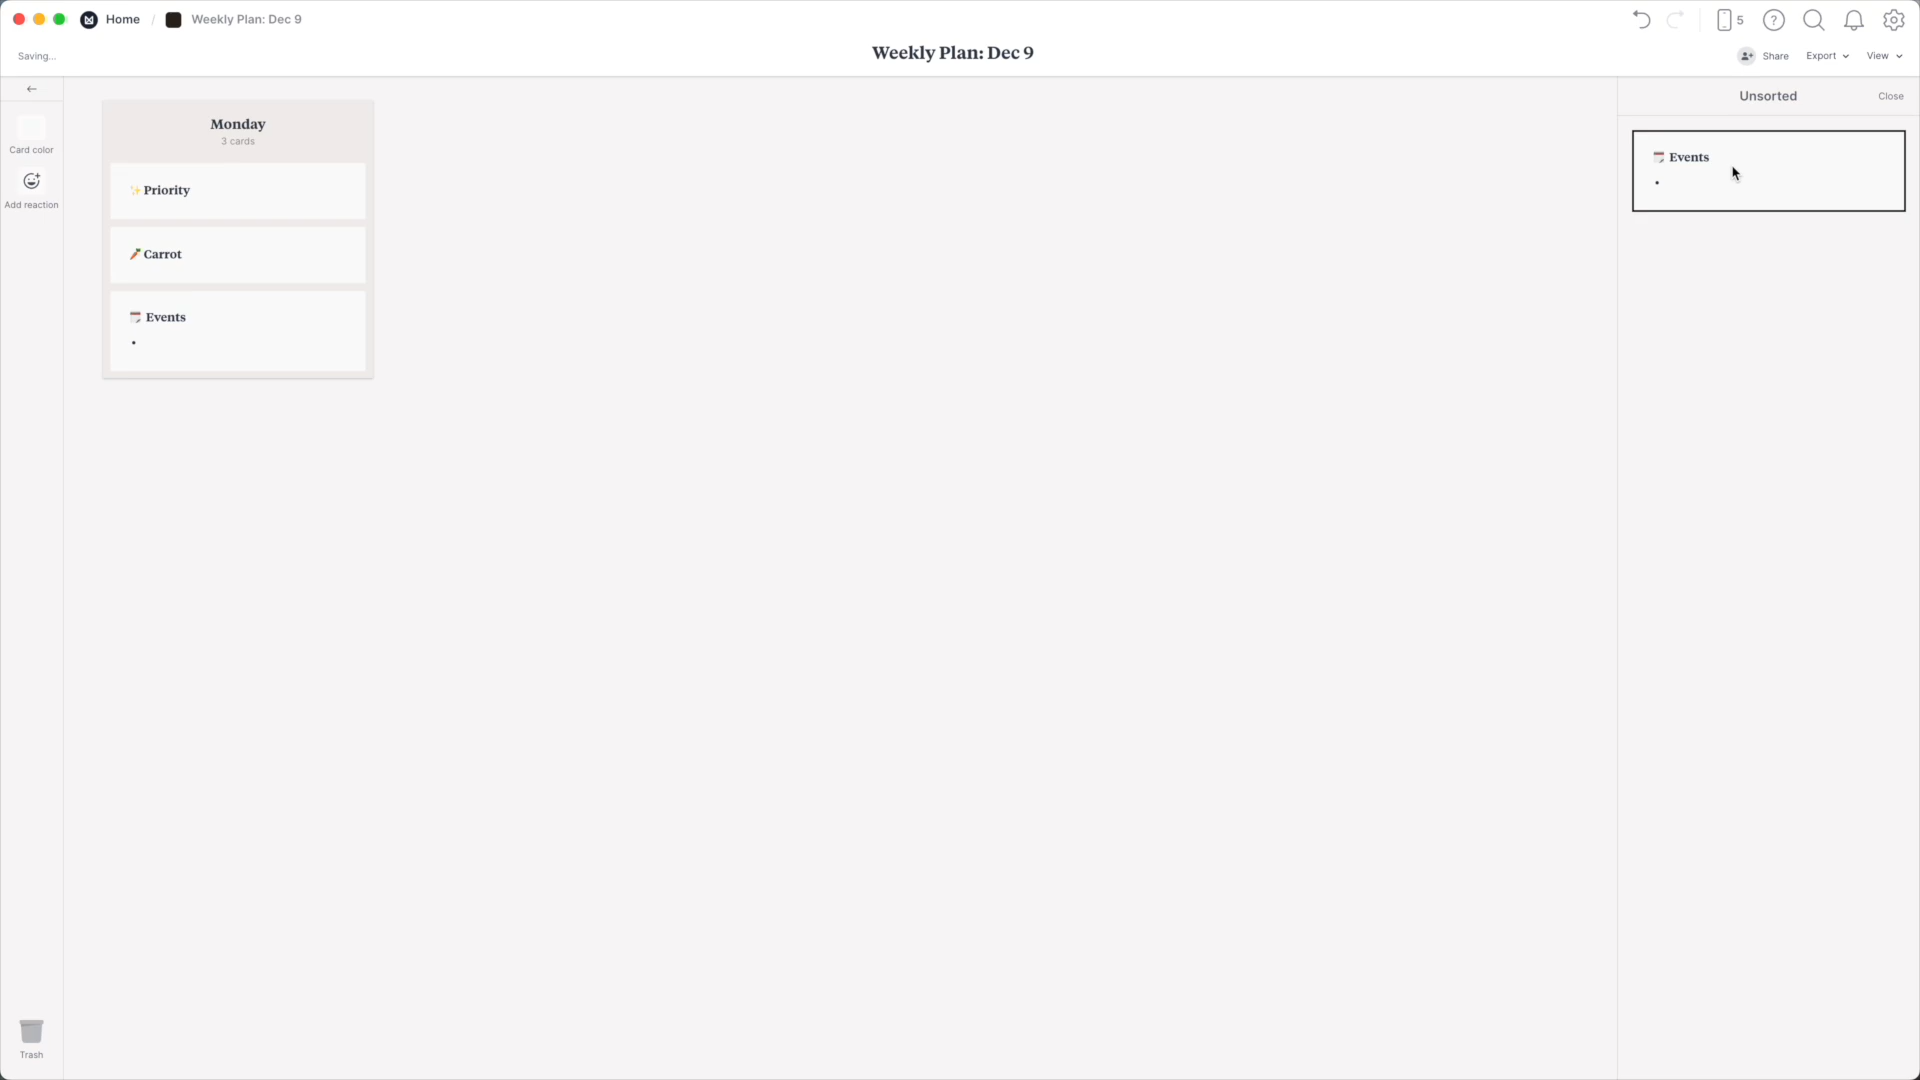 Home / Weekly Plan: Dec 9
5
Saving...
Weekly Plan: Dec 9
Share
Export
View
Card color
Add reaction
Trash
Monday
3 cards
✨ Priority
🥕 Carrot
🗓 Events
•
Unsorted
Close
🗓 Events
•